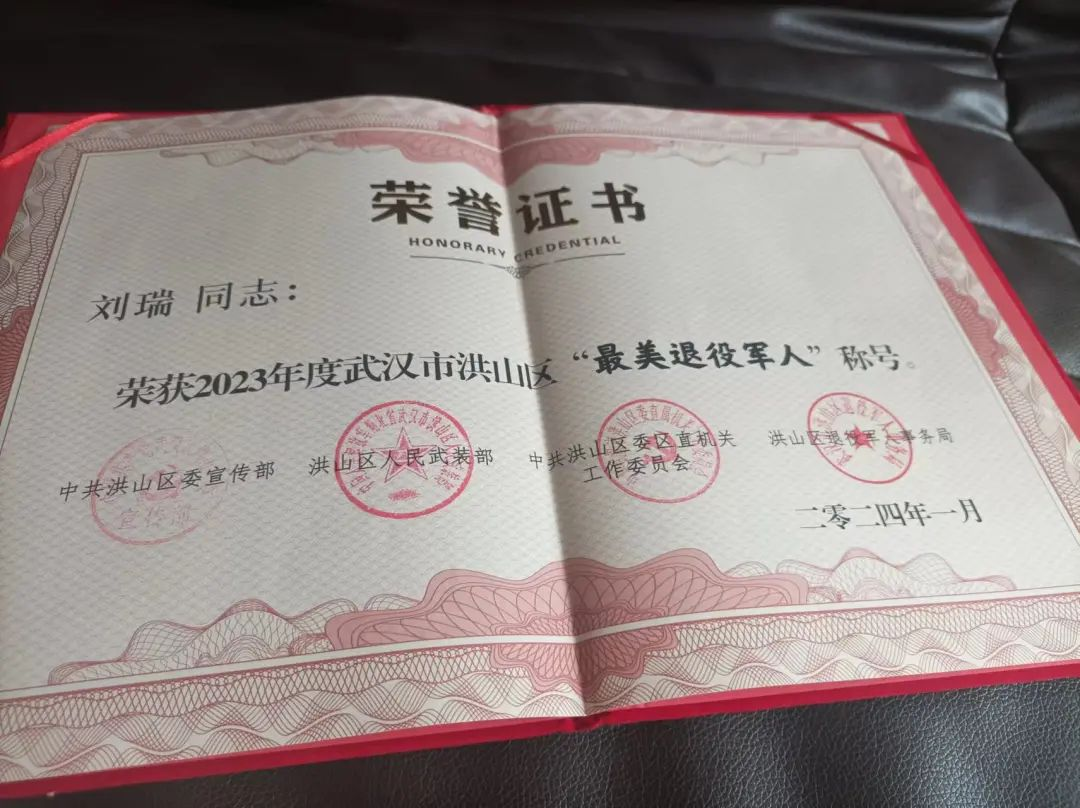 荣誉证书
HONORARY CREDENTIAL
刘瑞 同志：
荣获2023年度武汉市洪山区“最美退役军人”称号。
中共洪山区委宣传部 洪山区人民武装部 中共洪山区委区直机关 洪山区退役军人事务局
工作委员会
宣传部
二零二四年一月